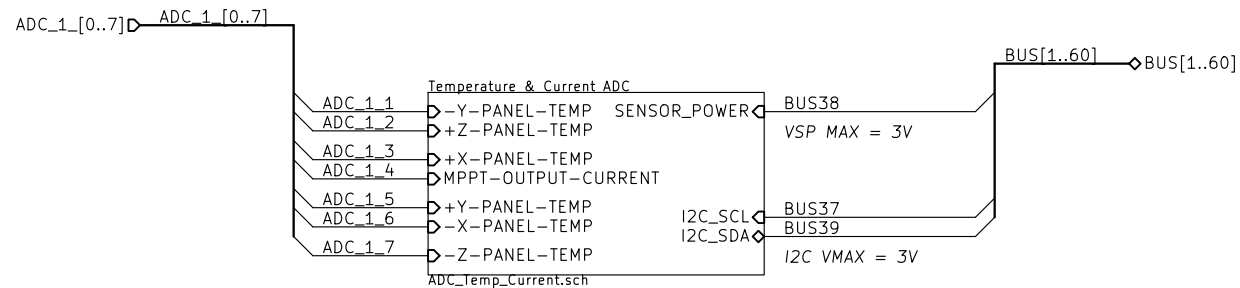 ADC_1_[0..7]
ADC_1_[0..7]
BUS[1..60]
BUS[1..60]
Temperature & Current ADC
ADC_1_1
-Y-PANEL-TEMP
SENSOR_POWER
BUS38
ADC_1_2
+Z-PANEL-TEMP
VSP MAX = 3V
ADC_1_3
+X-PANEL-TEMP
ADC_1_4
MPPT-OUTPUT-CURRENT
ADC_1_5
+Y-PANEL-TEMP
I2C_SCL
BUS37
ADC_1_6
-X-PANEL-TEMP
I2C_SDA
BUS39
ADC_1_7
-Z-PANEL-TEMP
I2C VMAX = 3V
ADC_Temp_Current.sch